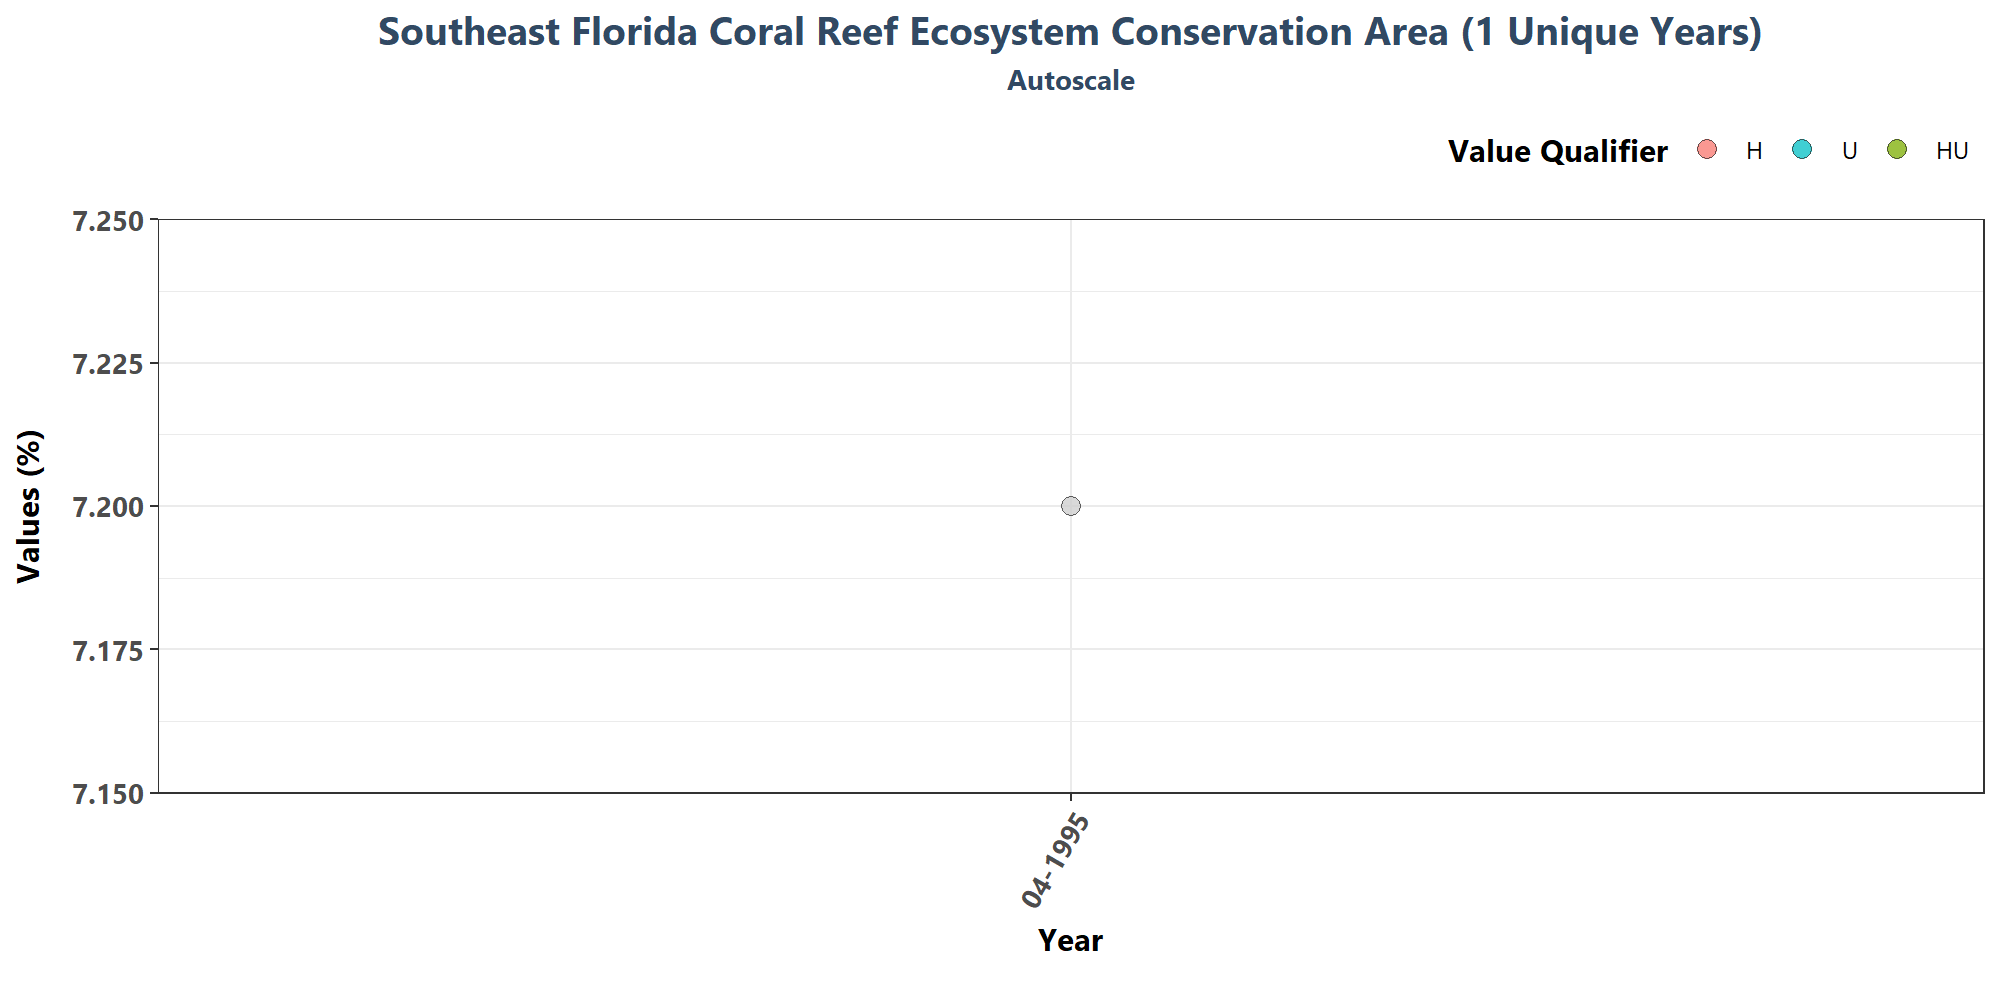 Southeast Florida Coral Reef Ecosystem Conservation Area (1 Unique Years)
Autoscale
Value Qualifier H U HU
7.250
7.225
7.200
7.175
7.150
Values (%)
04-1995
Year